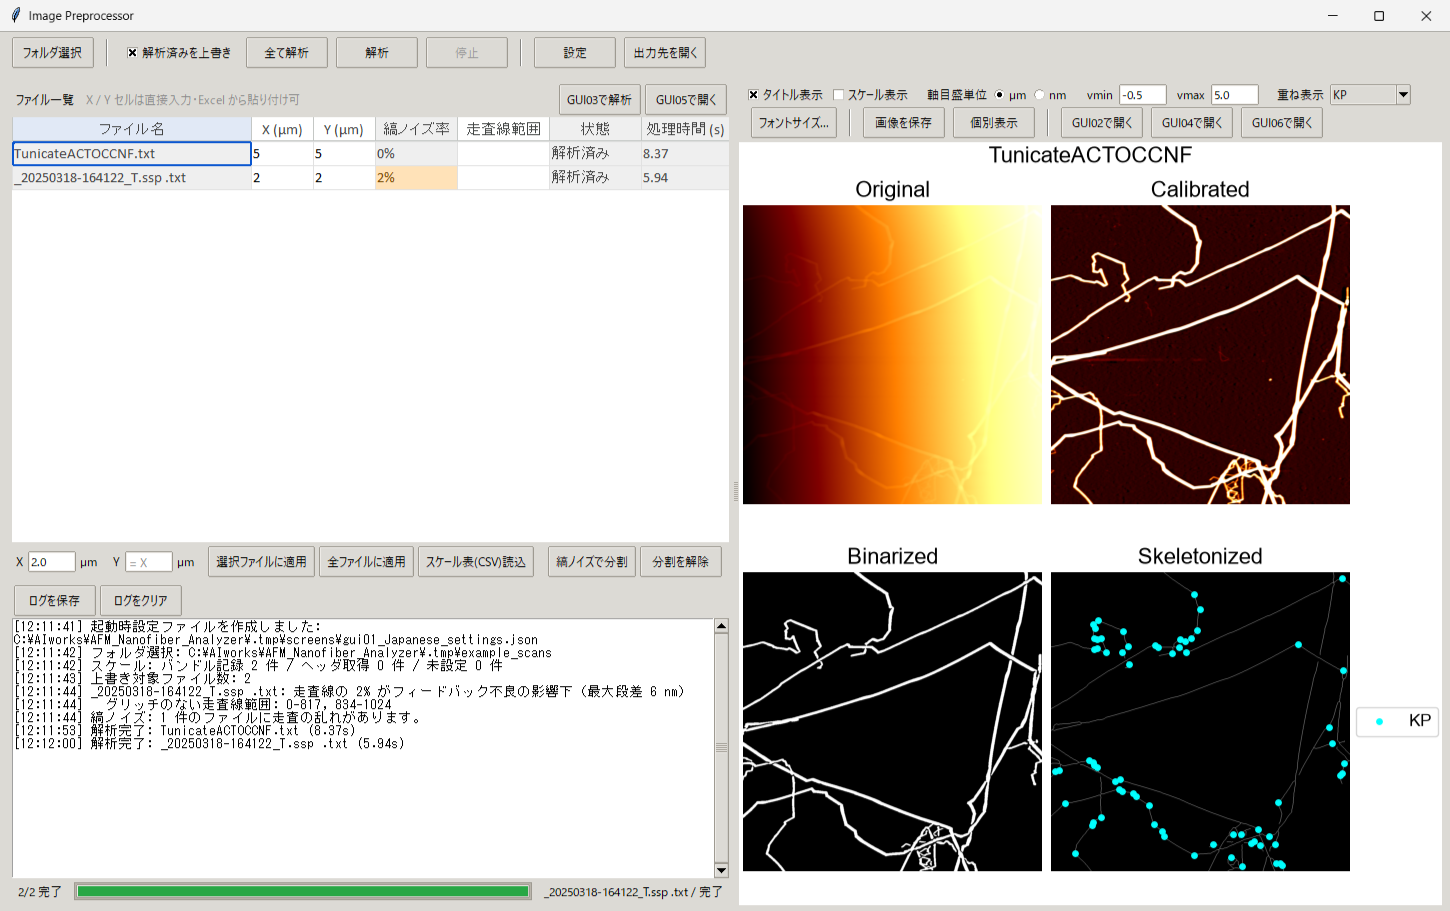 Image Preprocessor
フォルダ選択 解析済みを上書き 全て解析 解析 停止 設定 出力先を開く
ファイル一覧 X / Y セルは直接入力・Excel から貼り付け可 GUI03で解析 GUI05で開く
ファイル名 X (μm) Y (μm) 縞ノイズ率 走査線範囲 状態 処理時間 (s)
TunicateACTOCCNF.txt 5 5 0% 解析済み 8.37
_20250318-164122_T.ssp .txt 2 2 2% 解析済み 5.94
X 2.0 μm Y = X μm 選択ファイルに適用 全ファイルに適用 スケール表(CSV)読込 縞ノイズで分割 分割を解除
ログを保存 ログをクリア
[12:11:41] 起動時設定ファイルを作成しました:
C:¥AIworks¥AFM_Nanofiber_Analyzer¥.tmp¥screens¥gui01_Japanese_settings.json
[12:11:42] フォルダ選択: C:¥AIworks¥AFM_Nanofiber_Analyzer¥.tmp¥example_scans
[12:11:42] スケール: バンドル記録 2 件 / ヘッダ取得 0 件 / 未設定 0 件
[12:11:43] 上書き対象ファイル数: 2
[12:11:44] _20250318-164122_T.ssp .txt: 走査線の 2% がフィードバック不良の影響下 (最大段差 6 nm)
[12:11:44]   グリッチのない走査線範囲: 0-817, 834-1024
[12:11:44] 縞ノイズ: 1 件のファイルに走査の乱れがあります。
[12:11:53] 解析完了: TunicateACTOCCNF.txt (8.37s)
[12:12:00] 解析完了: _20250318-164122_T.ssp .txt (5.94s)
2/2 完了 _20250318-164122_T.ssp .txt / 完了
タイトル表示 スケール表示 軸目盛単位 μm nm vmin -0.5 vmax 5.0 重ね表示 KP
フォントサイズ... 画像を保存 個別表示 GUI02で開く GUI04で開く GUI06で開く
TunicateACTOCCNF
Original Calibrated
Binarized Skeletonized
KP